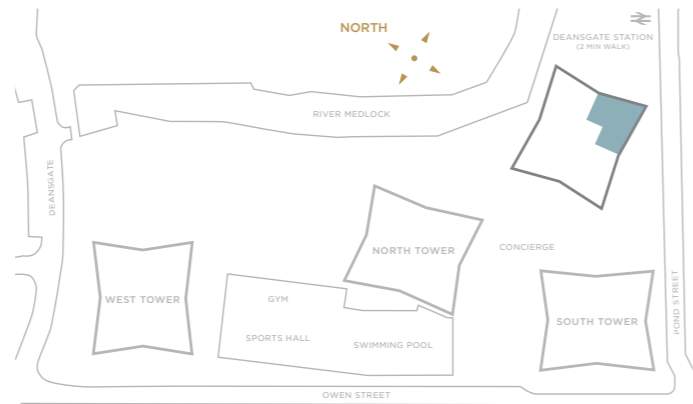 NORTH
DEANSGATE STATION
(2 MIN WALK)
RIVER MEDLOCK
DEANSGATE
NORTH TOWER
CONCIERGE
WEST TOWER
GYM
SPORTS HALL
SWIMMING POOL
SOUTH TOWER
POND STREET
OWEN STREET